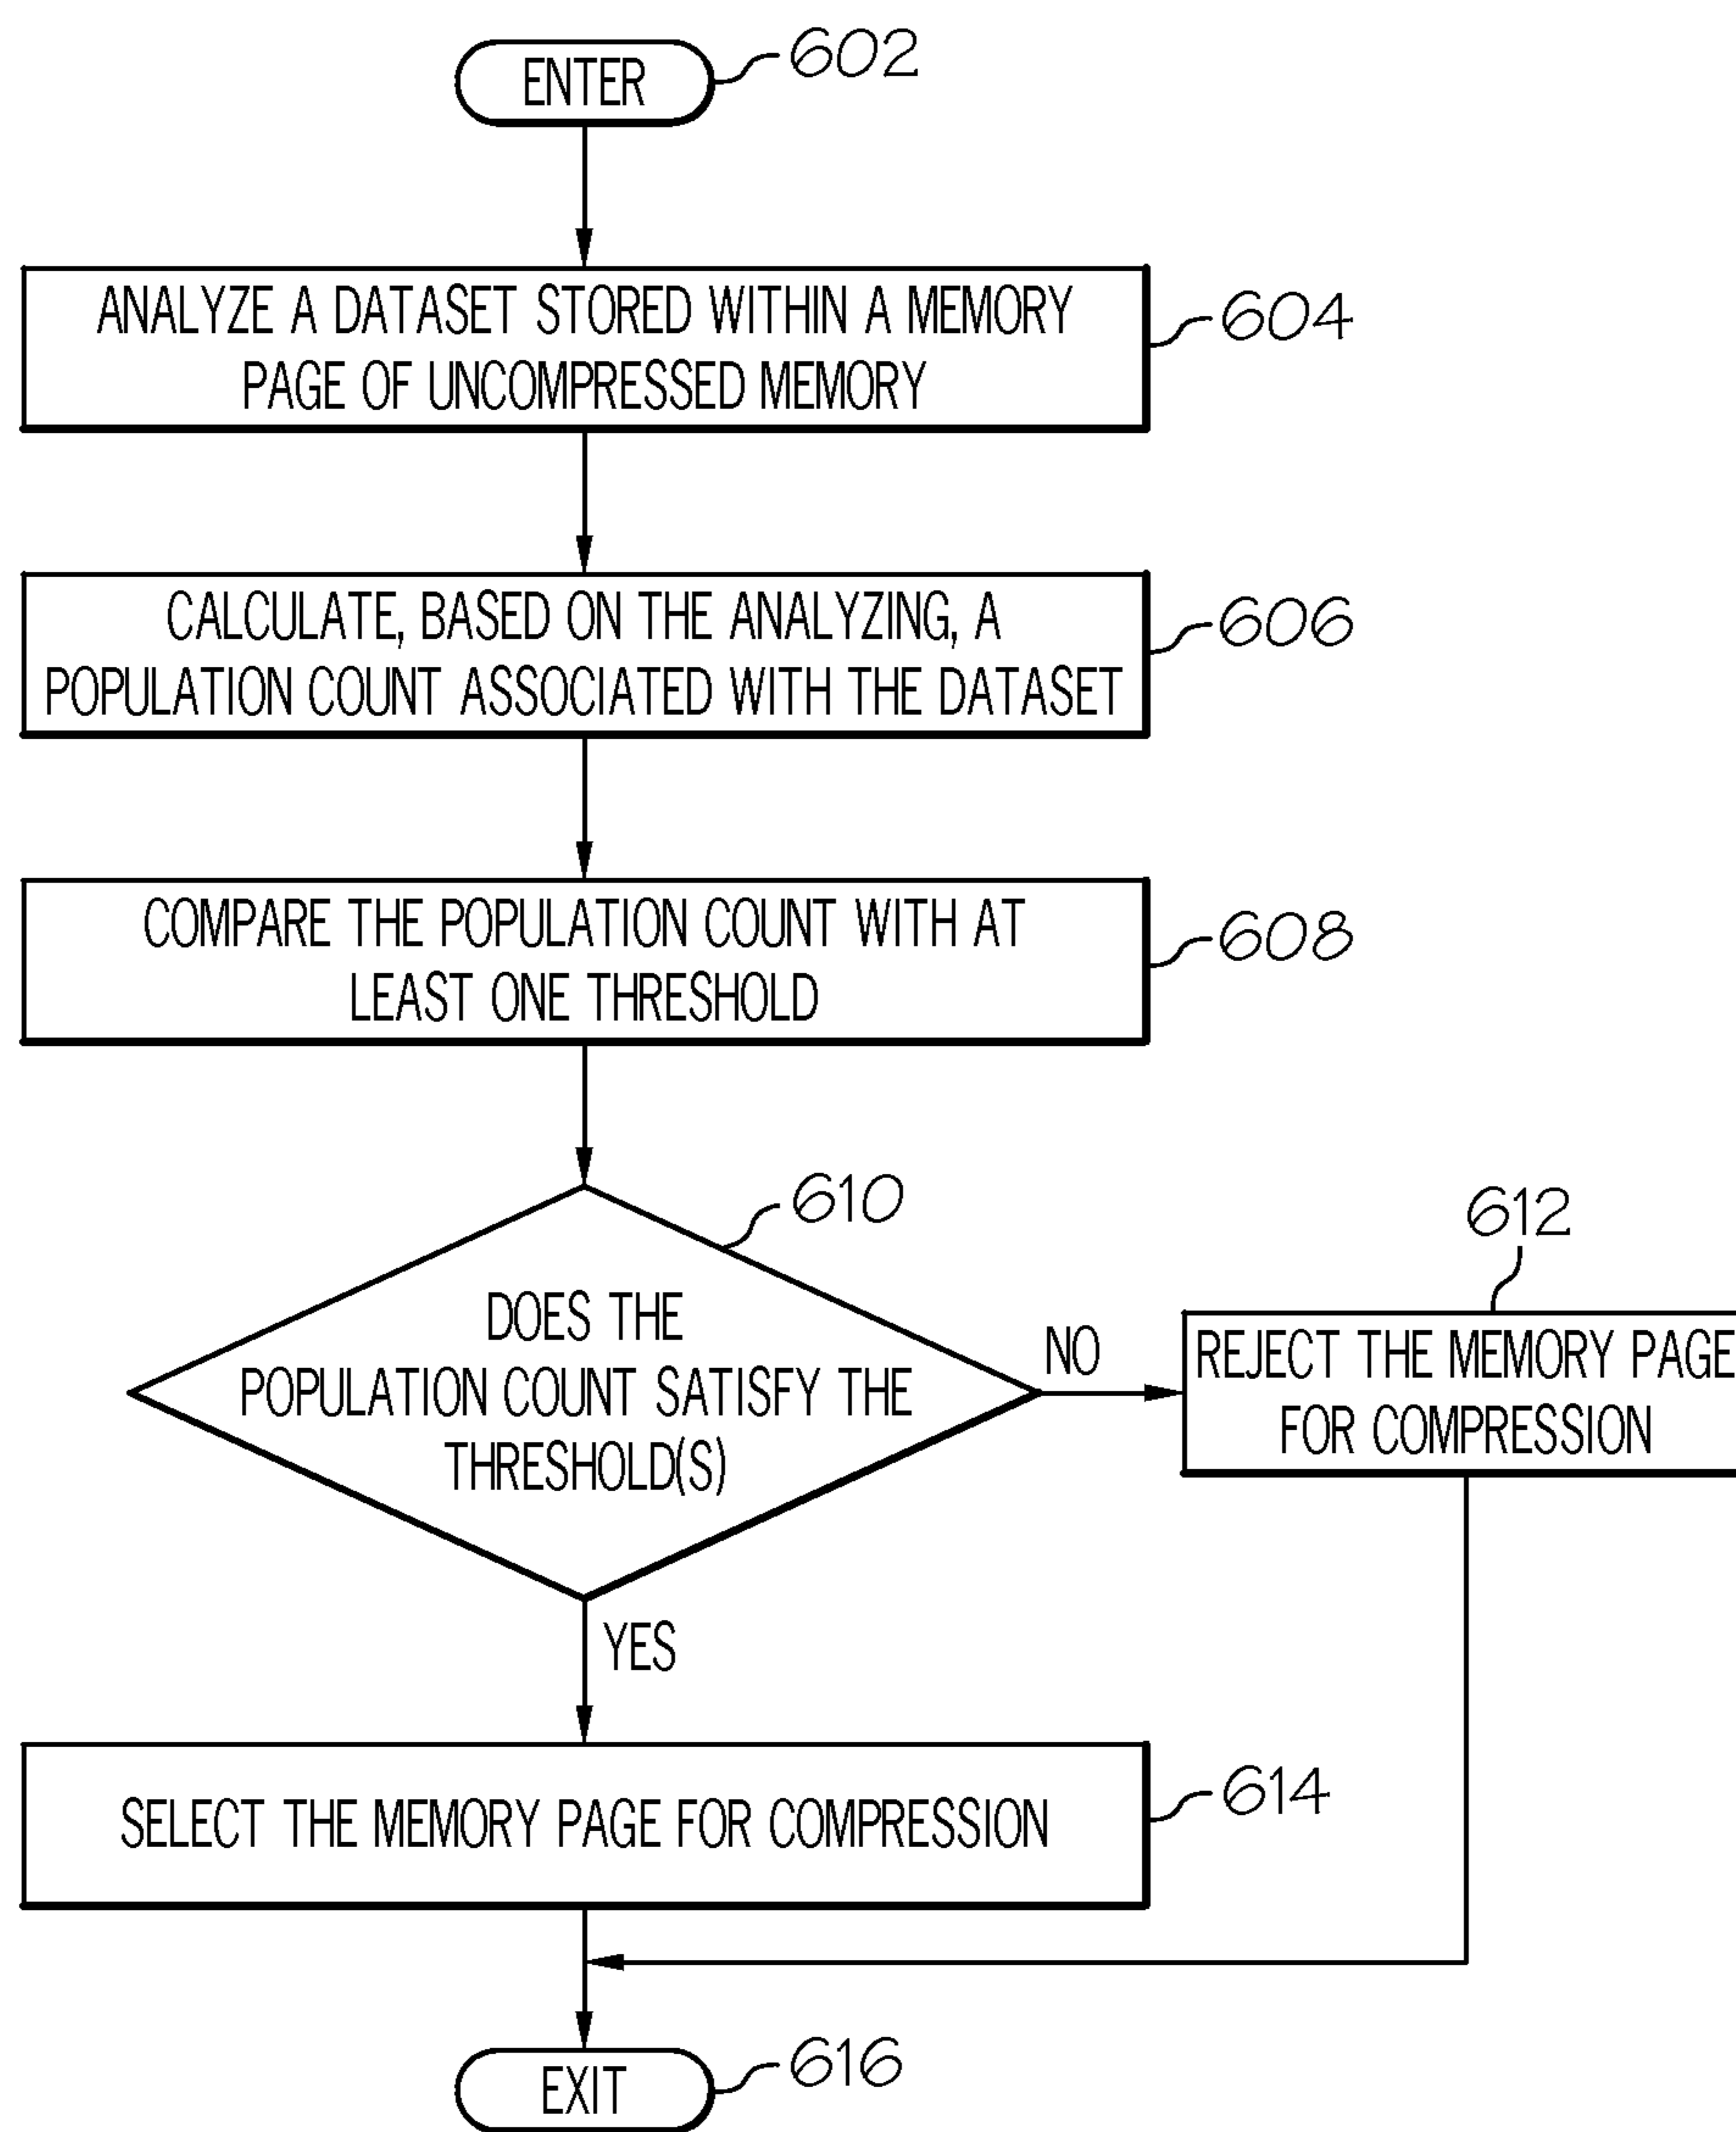 ENTER
602
ANALYZE A DATASET STORED WITHIN A MEMORY
PAGE OF UNCOMPRESSED MEMORY
604
CALCULATE, BASED ON THE ANALYZING, A
POPULATION COUNT ASSOCIATED WITH THE DATASET
606
COMPARE THE POPULATION COUNT WITH AT
LEAST ONE THRESHOLD
608
610
DOES THE
POPULATION COUNT SATISFY THE
THRESHOLD(S)
NO
612
REJECT THE MEMORY PAGE
FOR COMPRESSION
YES
SELECT THE MEMORY PAGE FOR COMPRESSION
614
EXIT
616